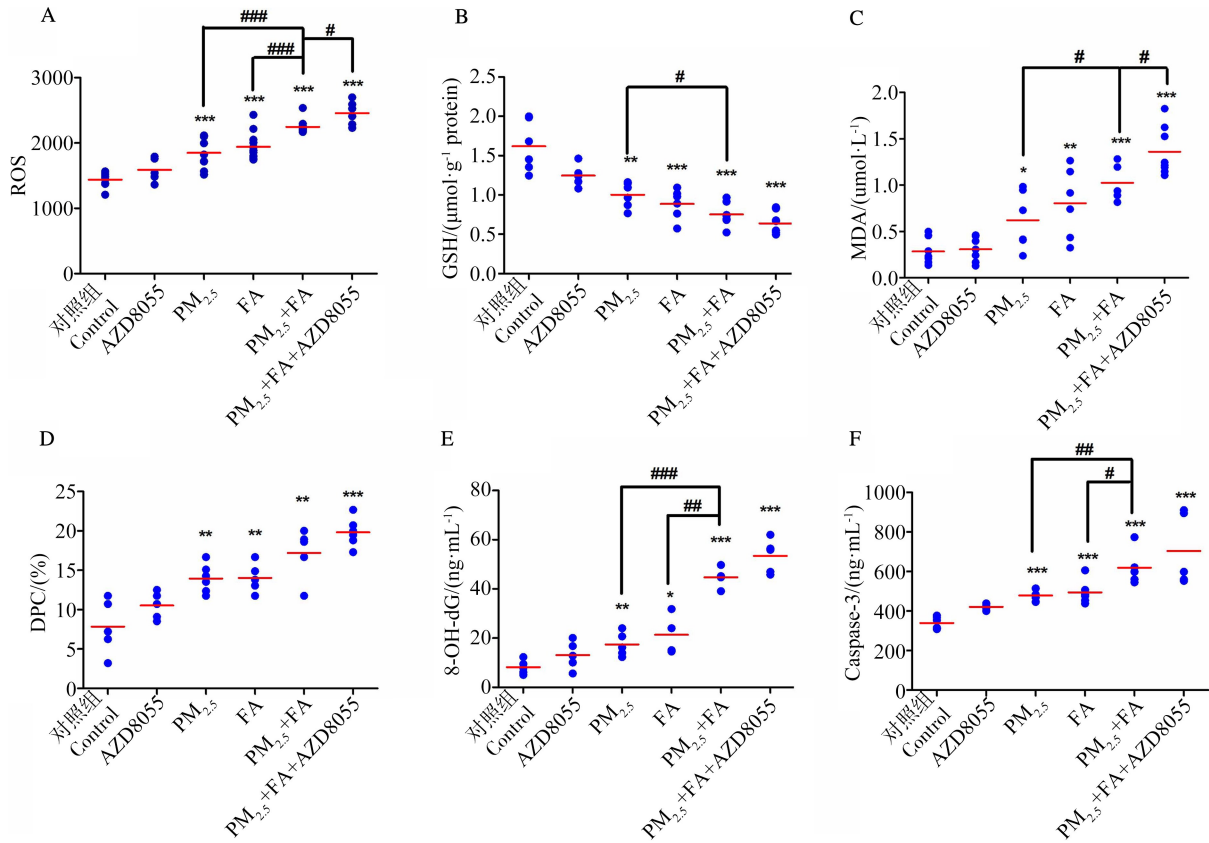 A
###
#
###
***
***
***
***
3000
2000
1000
0
ROS
对照组
Control
AZD8055
PM2.5
FA
PM2.5+FA
PM2.5+FA+AZD8055
B
#
**
***
***
***
2.5
2.0
1.5
1.0
0.5
0.0
GSH/(μmol·g-1 protein)
对照组
Control
AZD8055
PM2.5
FA
PM2.5+FA
PM2.5+FA+AZD8055
C
#
#
*
**
***
***
2.0
1.5
1.0
0.5
0.0
MDA/(umol·L-1)
对照组
Control
AZD8055
PM2.5
FA
PM2.5+FA
PM2.5+FA+AZD8055
D
**
**
**
***
25
20
15
10
5
0
DPC/(%)
对照组
Control
AZD8055
PM2.5
FA
PM2.5+FA
PM2.5+FA+AZD8055
E
###
##
**
*
***
***
80
60
40
20
0
8-OH-dG/(ng·mL-1)
对照组
Control
AZD8055
PM2.5
FA
PM2.5+FA
PM2.5+FA+AZD8055
F
##
#
***
***
***
***
1000
800
600
400
200
0
Caspase-3/(ng·mL-1)
对照组
Control
AZD8055
PM2.5
FA
PM2.5+FA
PM2.5+FA+AZD8055